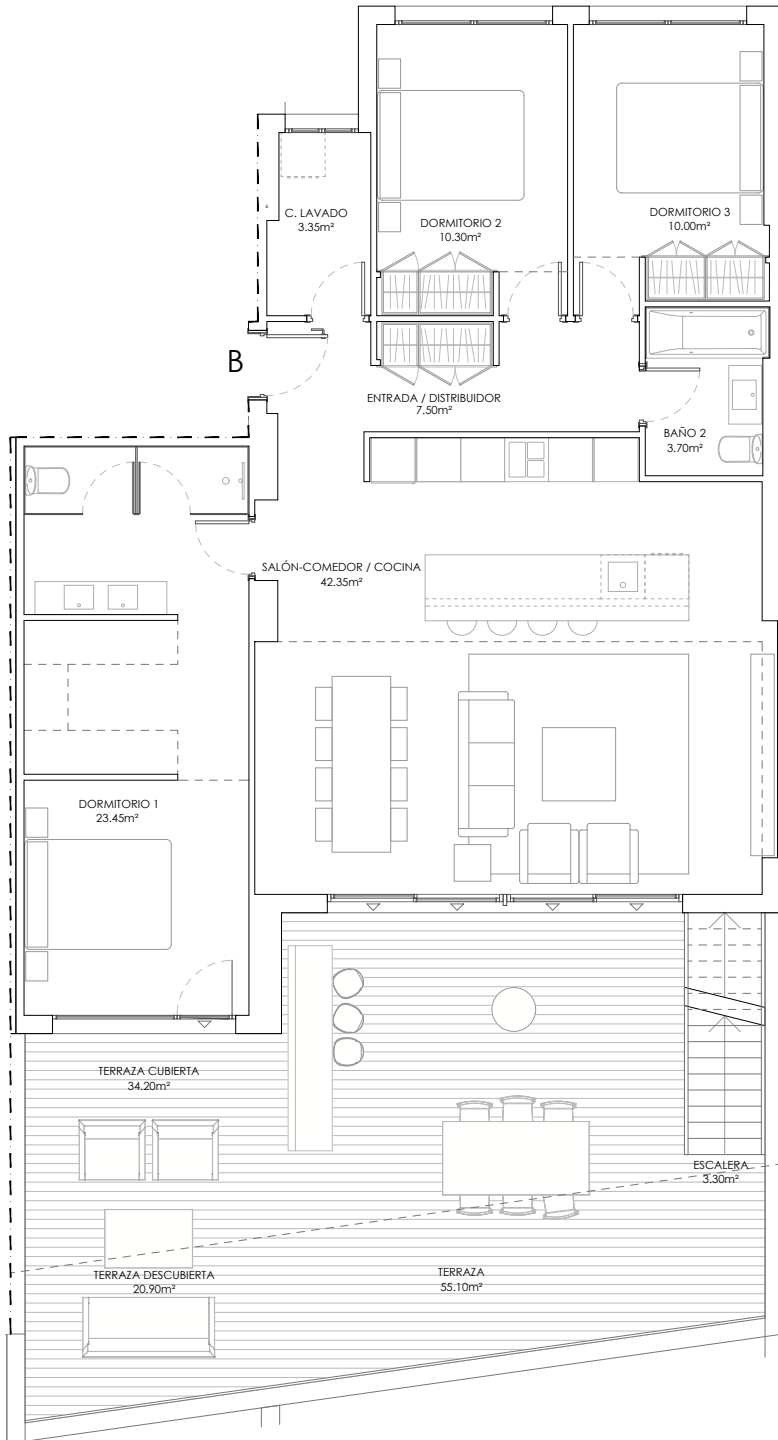 C. LAVADO
3.35m²
DORMITORIO 2
10.30m²
DORMITORIO 3
10.00m²
B
ENTRADA / DISTRIBUIDOR
7.50m²
BAÑO 2
3.70m²
SALÓN-COMEDOR / COCINA
42.35m²
DORMITORIO 1
23.45m²
TERRAZA CUBIERTA
34.20m²
ESCALERA
3.30m²
TERRAZA DESCUBIERTA
20.90m²
TERRAZA
55.10m²